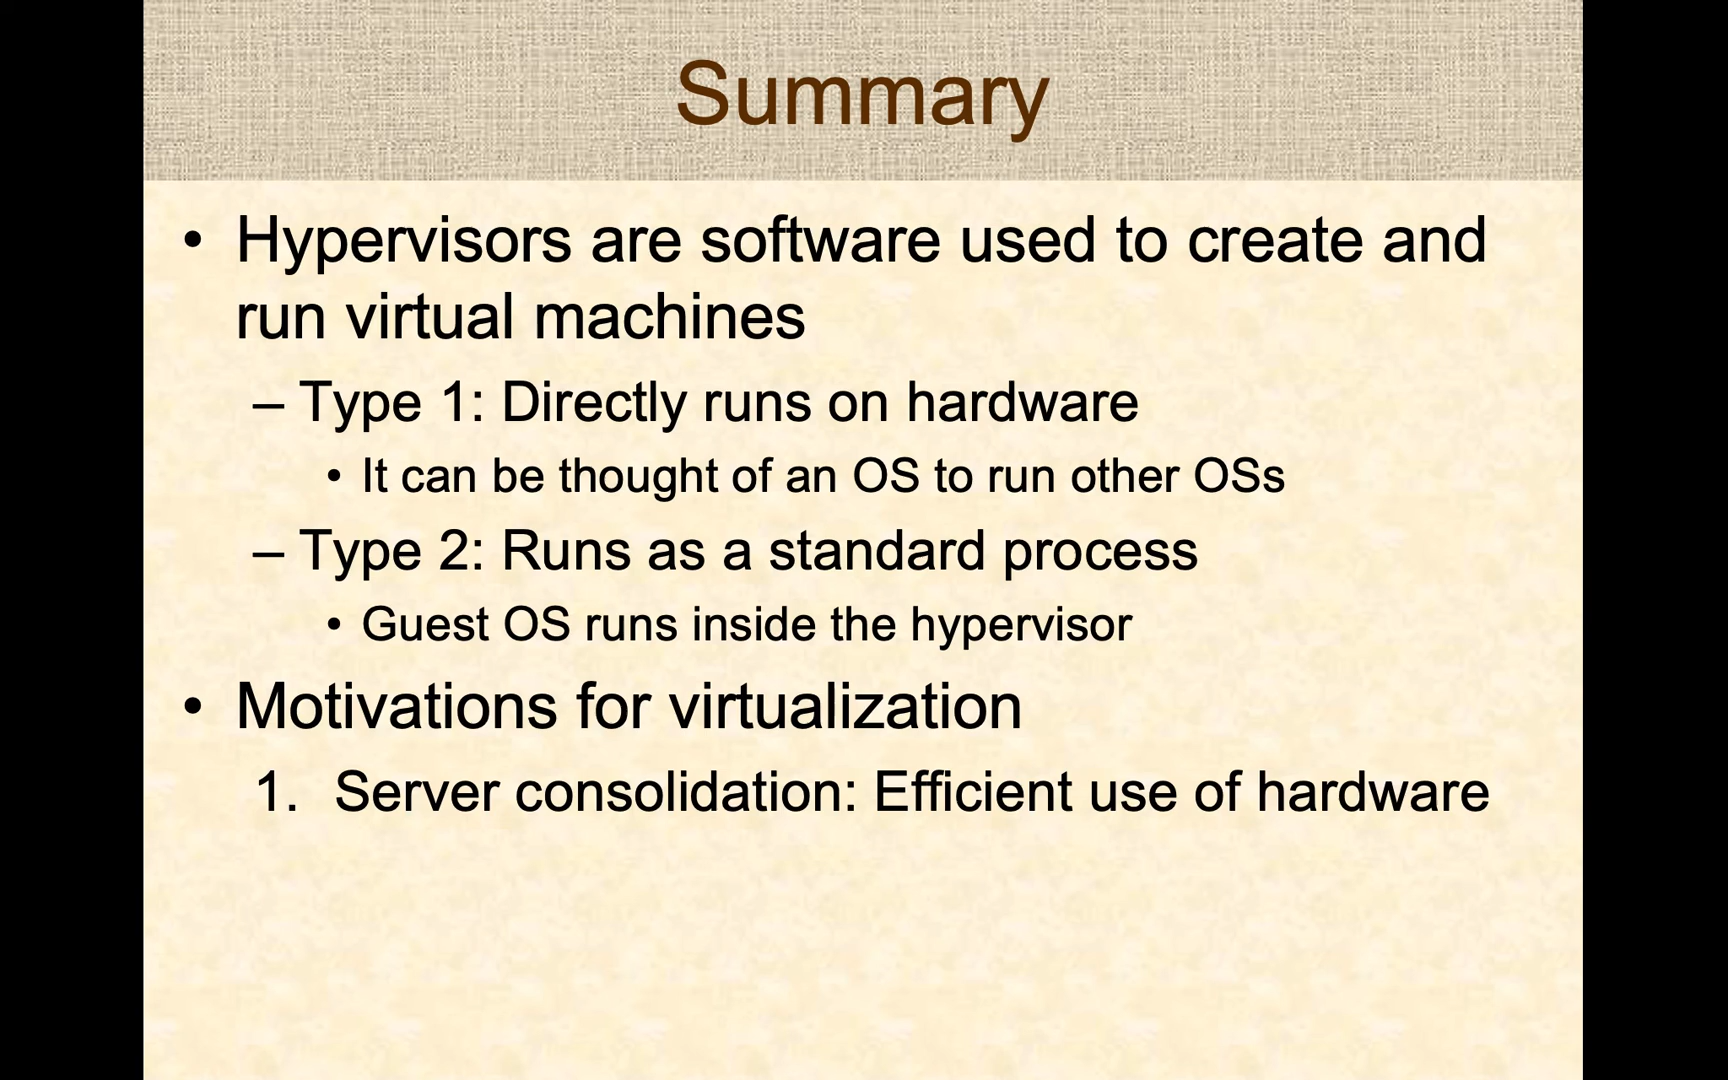 Summary
• Hypervisors are software used to create and
run virtual machines
– Type 1: Directly runs on hardware
• It can be thought of an OS to run other OSs
– Type 2: Runs as a standard process
• Guest OS runs inside the hypervisor
• Motivations for virtualization
1. Server consolidation: Efficient use of hardware